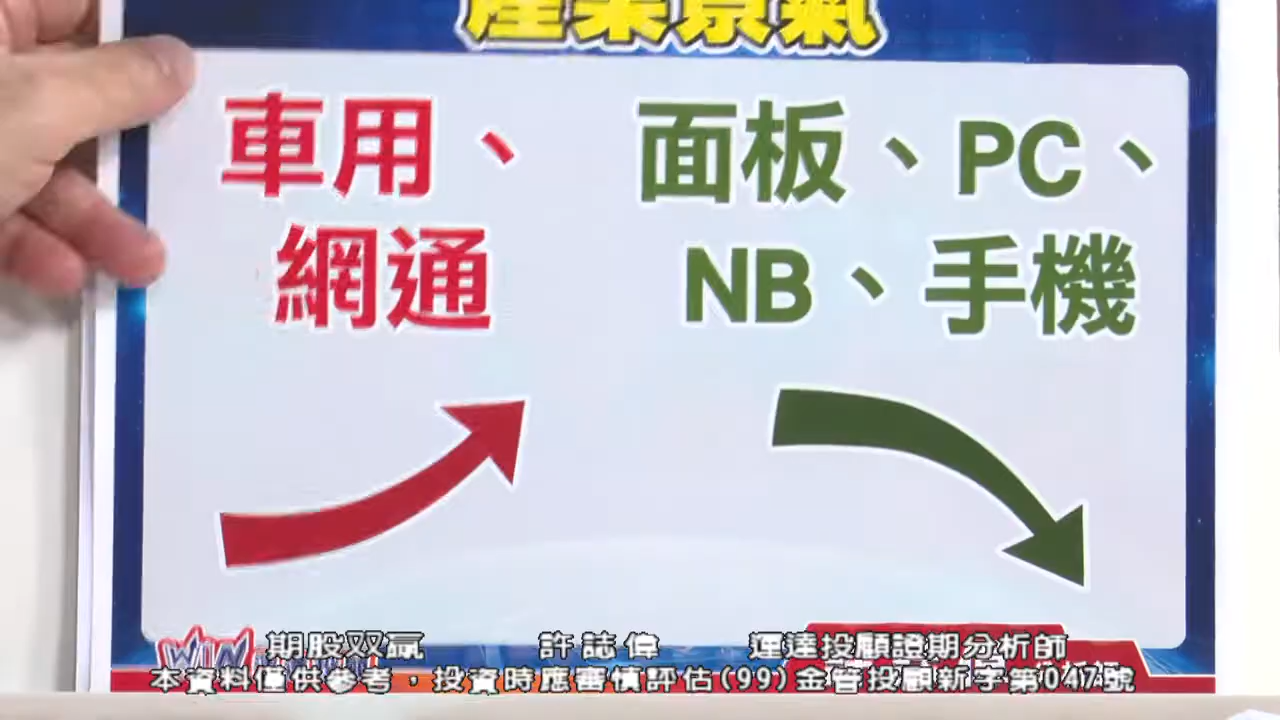 產業景氣
車用、
網通
面板、PC、
NB、手機
WIN
期股双贏 許誌偉 運達投顧證期分析師
本資料僅供參考，投資時應審慎評估(99)金管投顧新字第047號